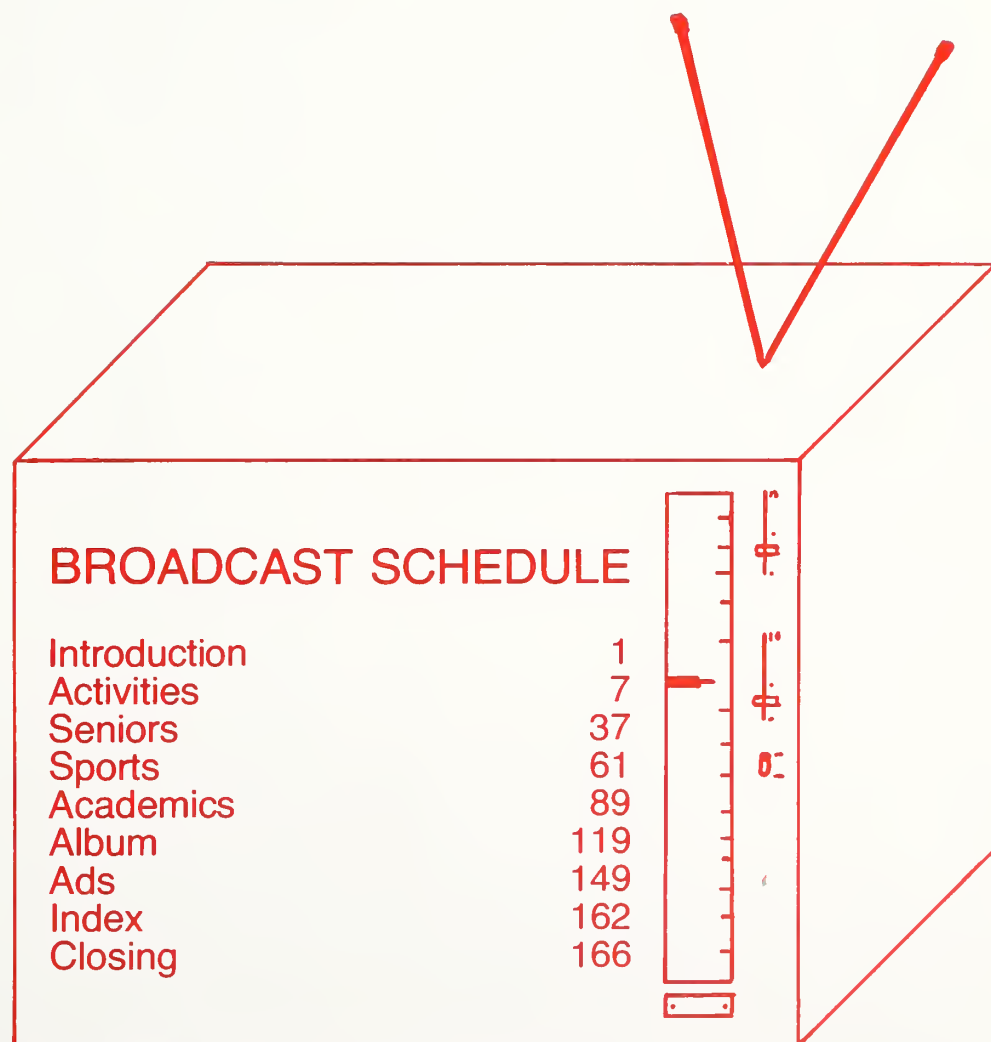 BROADCAST SCHEDULE
Introduction 1
Activities 7
Seniors 37
Sports 61
Academics 89
Album 119
Ads 149
Index 162
Closing 166